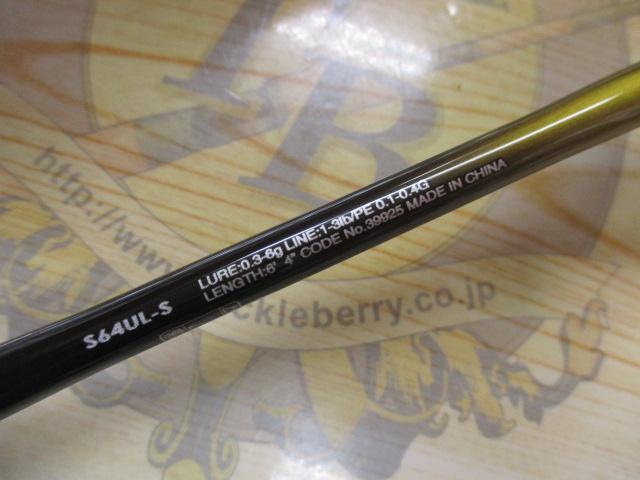 TB
http://www.
ckleberry.co.jp
S64UL-S
LURE:0.3-6g LINE:1-3lb/PE 0.1-0.4G
LENGTH:6' 4" CODE No.39925 MADE IN CHINA